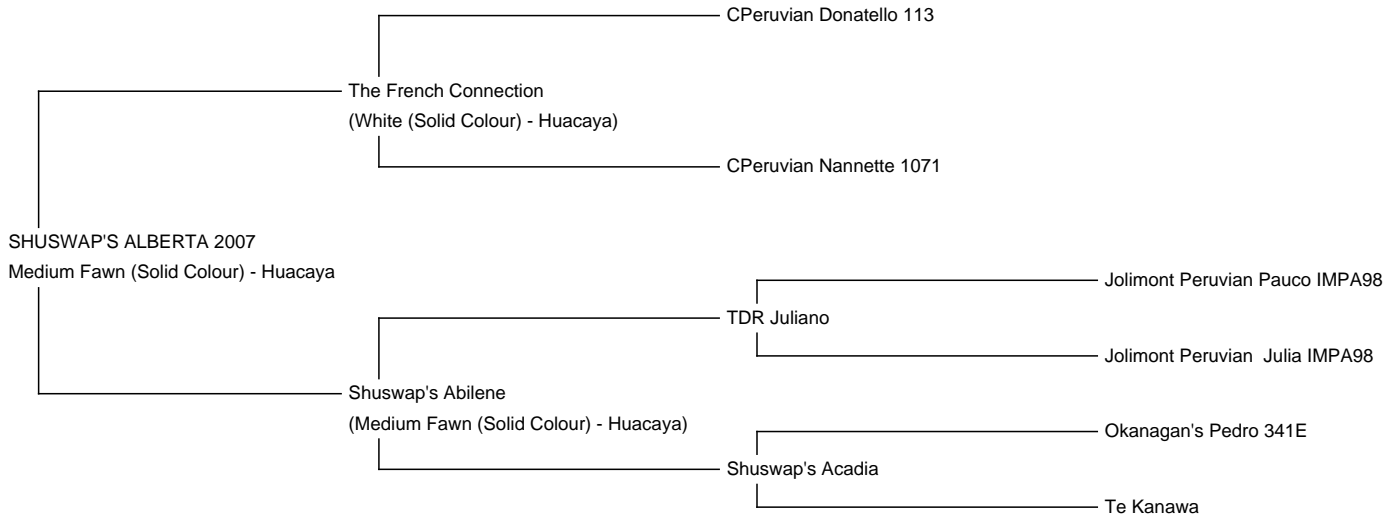 CPeruvian Donatello 113
The French Connection
(White (Solid Colour) - Huacaya)
CPeruvian Nannette 1071
SHUSWAP'S ALBERTA 2007
Medium Fawn (Solid Colour) - Huacaya
Jolimont Peruvian Pauco IMPA98
TDR Juliano
Jolimont Peruvian  Julia IMPA98
Shuswap's Abilene
(Medium Fawn (Solid Colour) - Huacaya)
Okanagan's Pedro 341E
Shuswap's Acadia
Te Kanawa